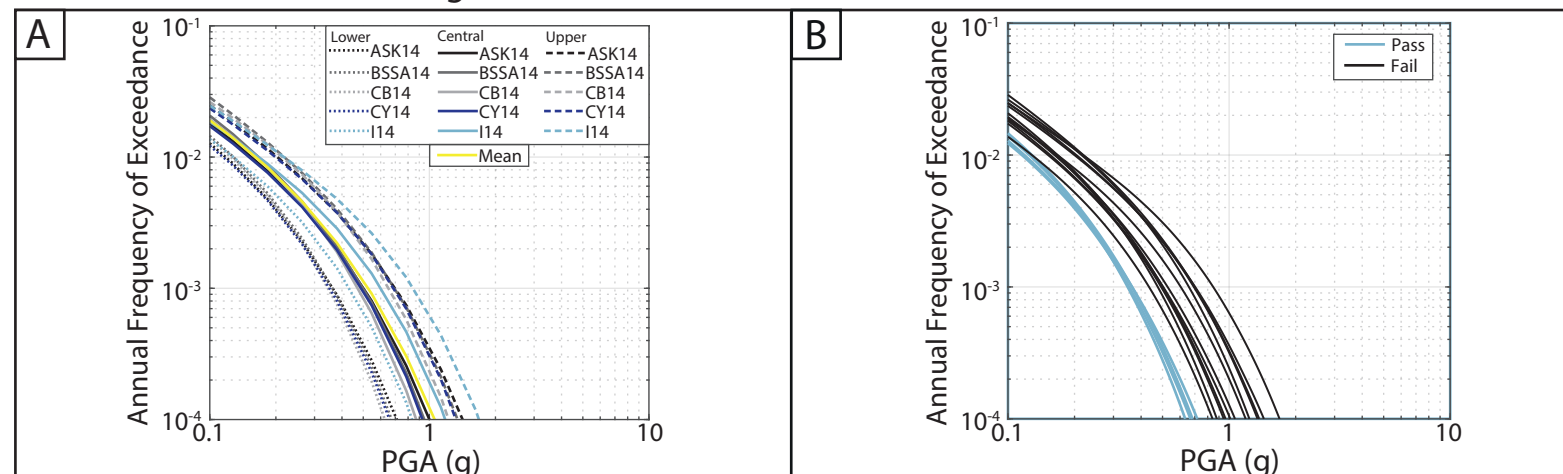 A
Annual Frequency of Exceedance
10-1
10-2
10-3
10-4
0.1
1
10
PGA (g)
Lower
ASK14
BSSA14
CB14
CY14
I14
Central
ASK14
BSSA14
CB14
CY14
I14
Upper
ASK14
BSSA14
CB14
CY14
I14
Mean
B
Annual Frequency of Exceedance
10-1
10-2
10-3
10-4
0.1
1
10
PGA (g)
Pass
Fail